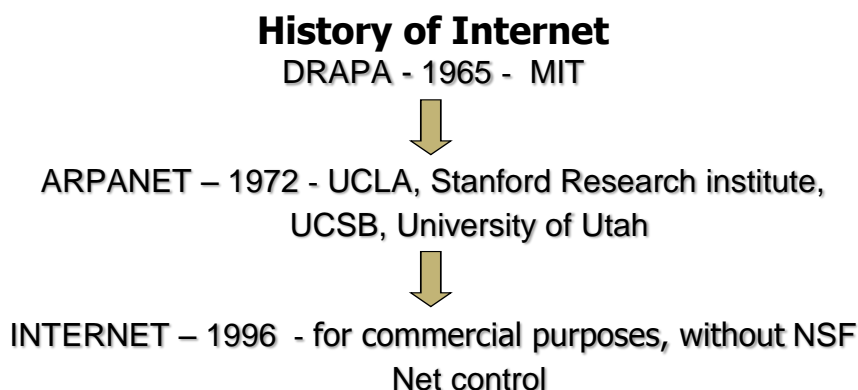 History of Internet
DRAPA - 1965 - MIT
ARPANET – 1972 - UCLA, Stanford Research institute,
UCSB, University of Utah
INTERNET – 1996 - for commercial purposes, without NSF
Net control